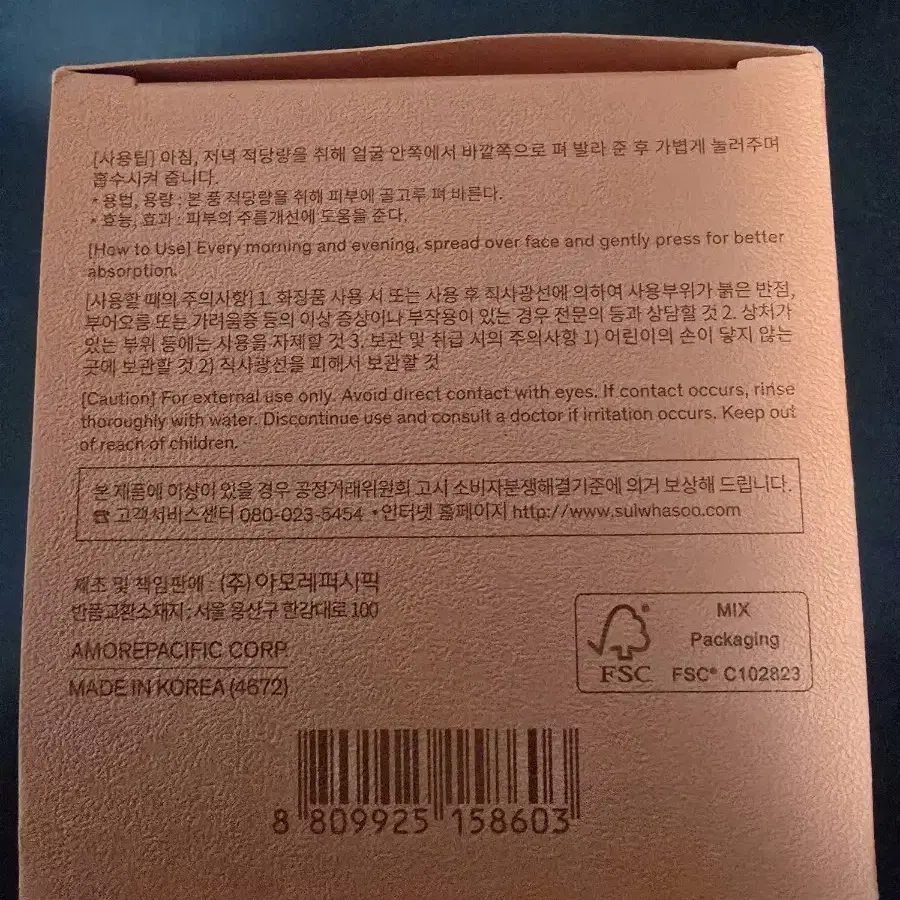 [사용팁] 아침, 저녁 적당량을 취해 얼굴 안쪽에서 바깥쪽으로 펴 발라 준 후 가볍게 눌러주며
흡수시켜 줍니다.
* 용법, 용량 : 본 품 적당량을 취해 피부에 골고루 펴 바른다.
* 효능, 효과 : 피부의 주름개선에 도움을 준다.
[How to Use] Every morning and evening, spread over face and gently press for better
absorption.
[사용할 때의 주의사항] 1. 화장품 사용 시 또는 사용 후 직사광선에 의하여 사용부위가 붉은 반점,
부어오름 또는 가려움증 등의 이상 증상이나 부작용이 있는 경우 전문의 등과 상담할 것 2. 상처가
있는 부위 등에는 사용을 자제할 것 3. 보관 및 취급 시의 주의사항 1) 어린이의 손이 닿지 않는
곳에 보관할 것 2) 직사광선을 피해서 보관할 것
[Caution] For external use only. Avoid direct contact with eyes. If contact occurs, rinse
thoroughly with water. Discontinue use and consult a doctor if irritation occurs. Keep out
of reach of children.
본 제품에 이상이 있을 경우 공정거래위원회 고시 소비자분쟁해결기준에 의거 보상해 드립니다.
☎ 고객서비스센터 080-023-5454 •인터넷 홈페이지 http://www.sulwhasoo.com
제조 및 책임판매 : (주)아모레퍼시픽
반품교환소재지 : 서울 용산구 한강대로 100
AMOREPACIFIC CORP.
MADE IN KOREA (4672)
MIX
Packaging
FSC® C102823
FSC
8 809925 158603